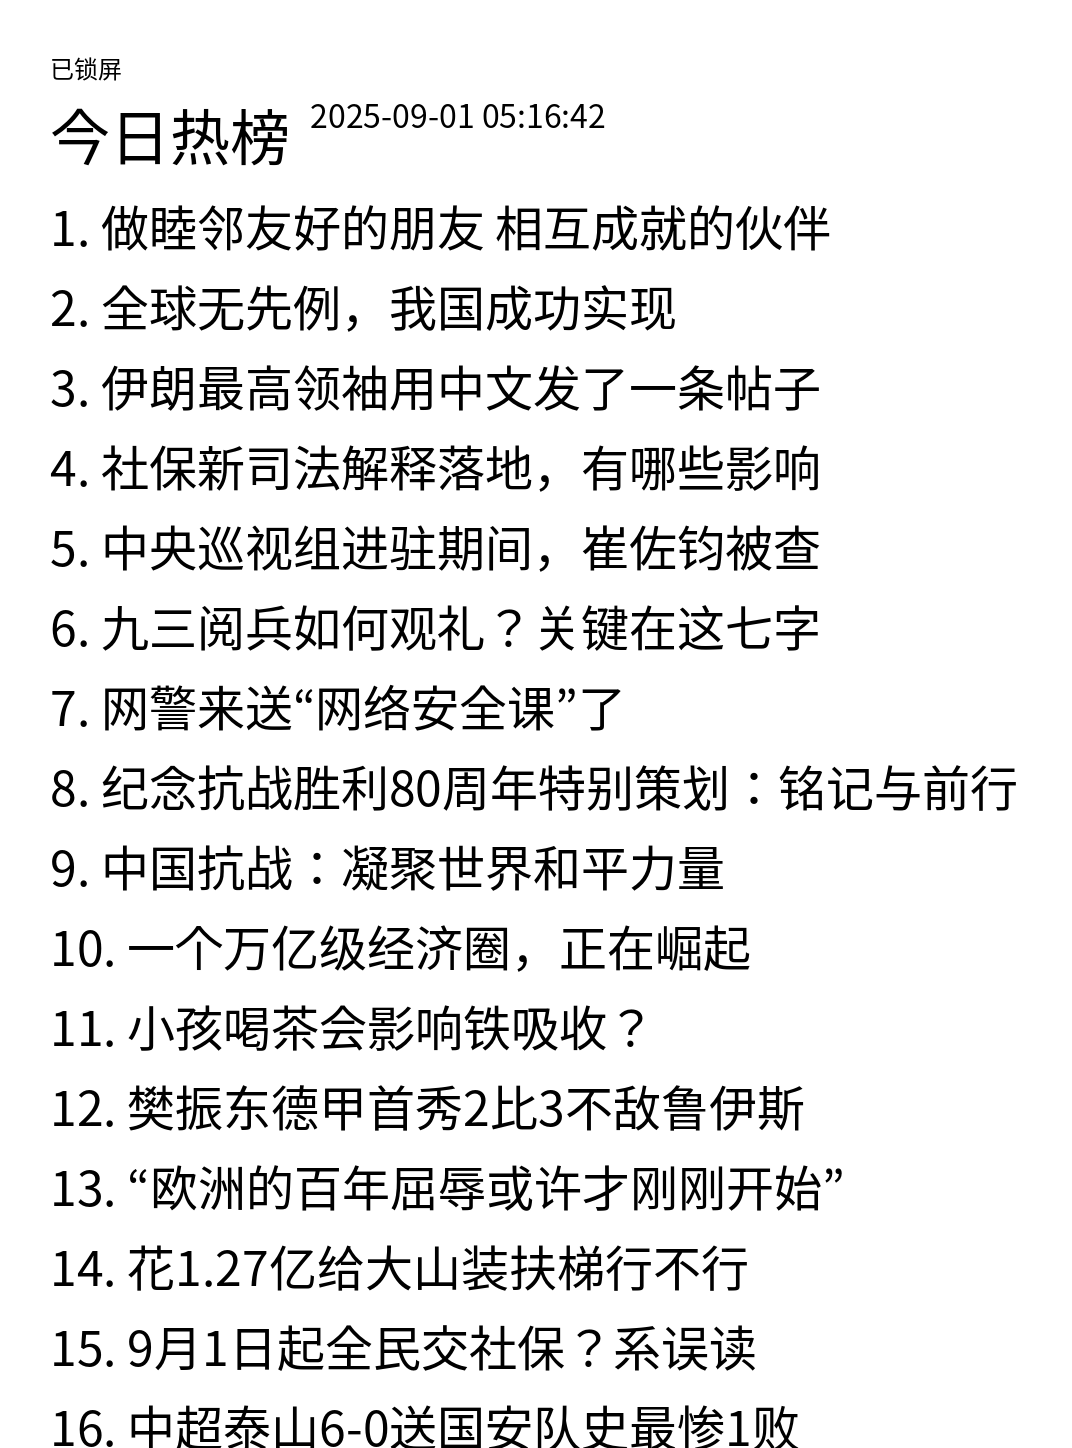 已锁屏
今日热榜 2025-09-01 05:16:42
1. 做睦邻友好的朋友 相互成就的伙伴
2. 全球无先例，我国成功实现
3. 伊朗最高领袖用中文发了一条帖子
4. 社保新司法解释落地，有哪些影响
5. 中央巡视组进驻期间，崔佐钧被查
6. 九三阅兵如何观礼？关键在这七字
7. 网警来送“网络安全课”了
8. 纪念抗战胜利80周年特别策划：铭记与前行
9. 中国抗战：凝聚世界和平力量
10. 一个万亿级经济圈，正在崛起
11. 小孩喝茶会影响铁吸收？
12. 樊振东德甲首秀2比3不敌鲁伊斯
13. “欧洲的百年屈辱或许才刚刚开始”
14. 花1.27亿给大山装扶梯行不行
15. 9月1日起全民交社保？系误读
16. 中超泰山6-0送国安队史最惨1败